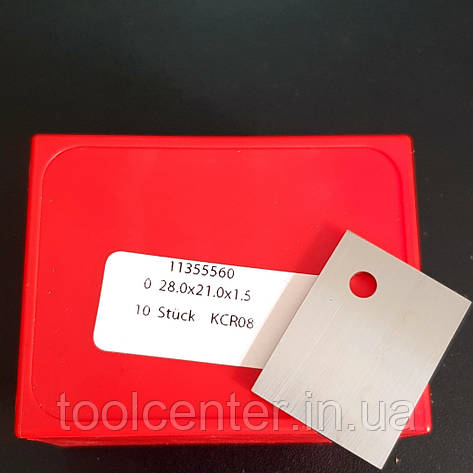 11355560
0 28.0x21.0x1.5
10 Stück KCR08
toolcenter.in.ua